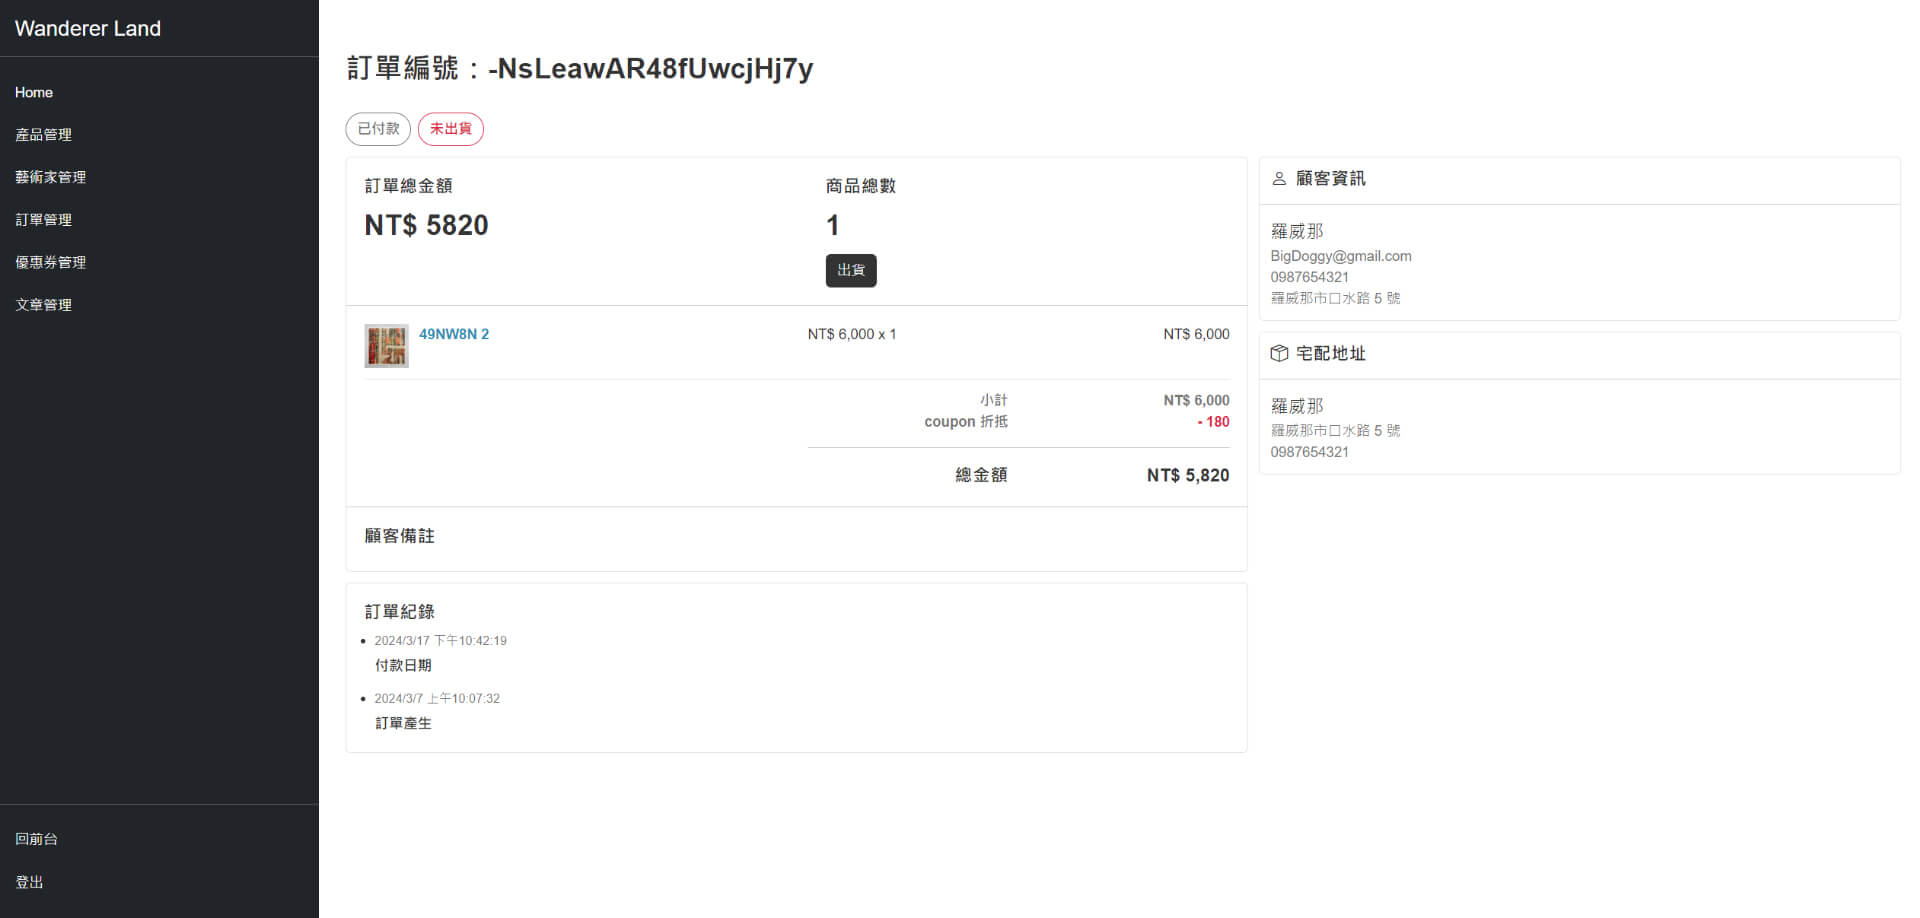 Wanderer Land
Home
產品管理
藝術家管理
訂單管理
優惠券管理
文章管理
回前台
登出
訂單編號：-NsLeawAR48fUwcjHj7y
已付款 未出貨
訂單總金額
NT$ 5820
商品總數
1
出貨
49NW8N 2 NT$ 6,000 x 1 NT$ 6,000
小計 NT$ 6,000
coupon 折抵 - 180
總金額 NT$ 5,820
顧客備註
訂單紀錄
2024/3/17 下午10:42:19
付款日期
2024/3/7 上午10:07:32
訂單產生
顧客資訊
羅威那
BigDoggy@gmail.com
0987654321
羅威那市口水路 5 號
宅配地址
羅威那
羅威那市口水路 5 號
0987654321